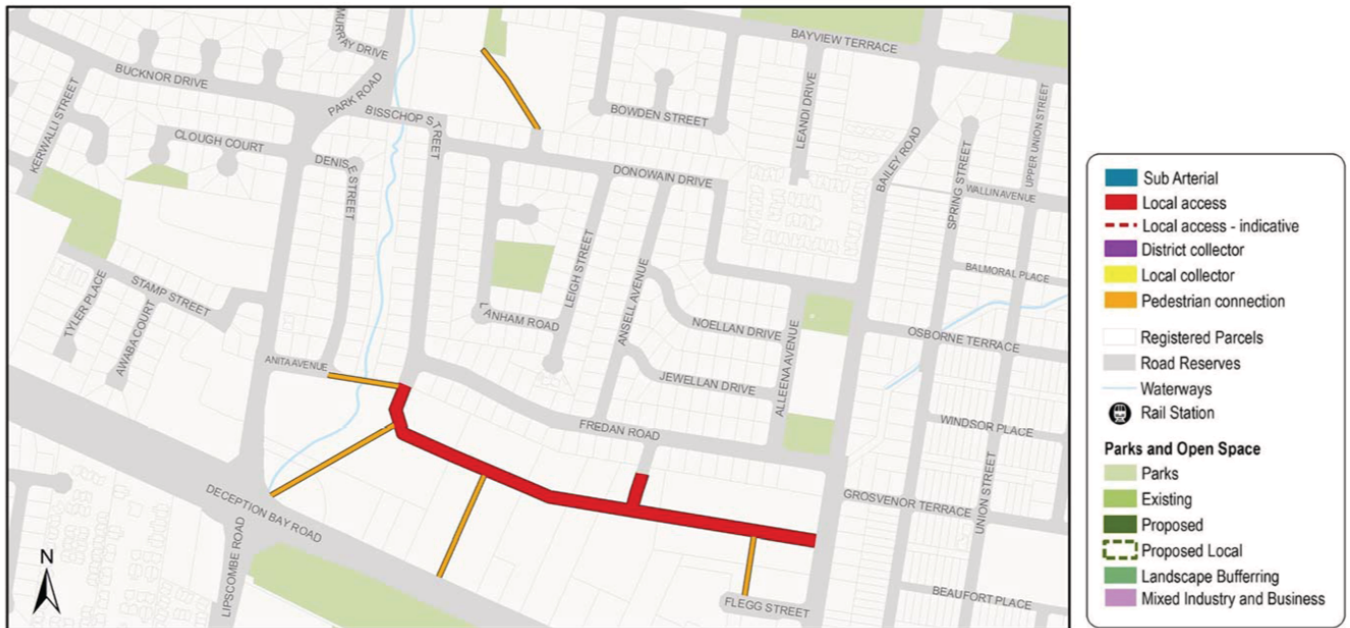 MURRAY DRIVE
BAYVIEW TERRACE
BUCKNOR DRIVE
PARK ROAD
BISSCHOP STREET
BOWDEN STREET
LEANDI DRIVE
UPPER UNION STREET
KERWALLI STREET
CLOUGH COURT
DENISE STREET
DONOWAIN DRIVE
BAILEY ROAD
SPRING STREET
WALLIN AVENUE
STAMP STREET
TYLER PLACE
AWABA COURT
LEIGH STREET
LANHAM ROAD
ANSELL AVENUE
NOELLAN DRIVE
JEWELLAN DRIVE
ALLEENA AVENUE
BALMORAL PLACE
OSBORNE TERRACE
ANITA AVENUE
FREDAN ROAD
WINDSOR PLACE
UNION STREET
GROSVENOR TERRACE
DECEPTION BAY ROAD
LIPSCOMBE ROAD
FLEGG STREET
BEAUFORT PLACE
N
Sub Arterial
Local access
Local access - indicative
District collector
Local collector
Pedestrian connection
Registered Parcels
Road Reserves
Waterways
Rail Station
Parks and Open Space
Parks
Existing
Proposed
Proposed Local
Landscape Bufferring
Mixed Industry and Business